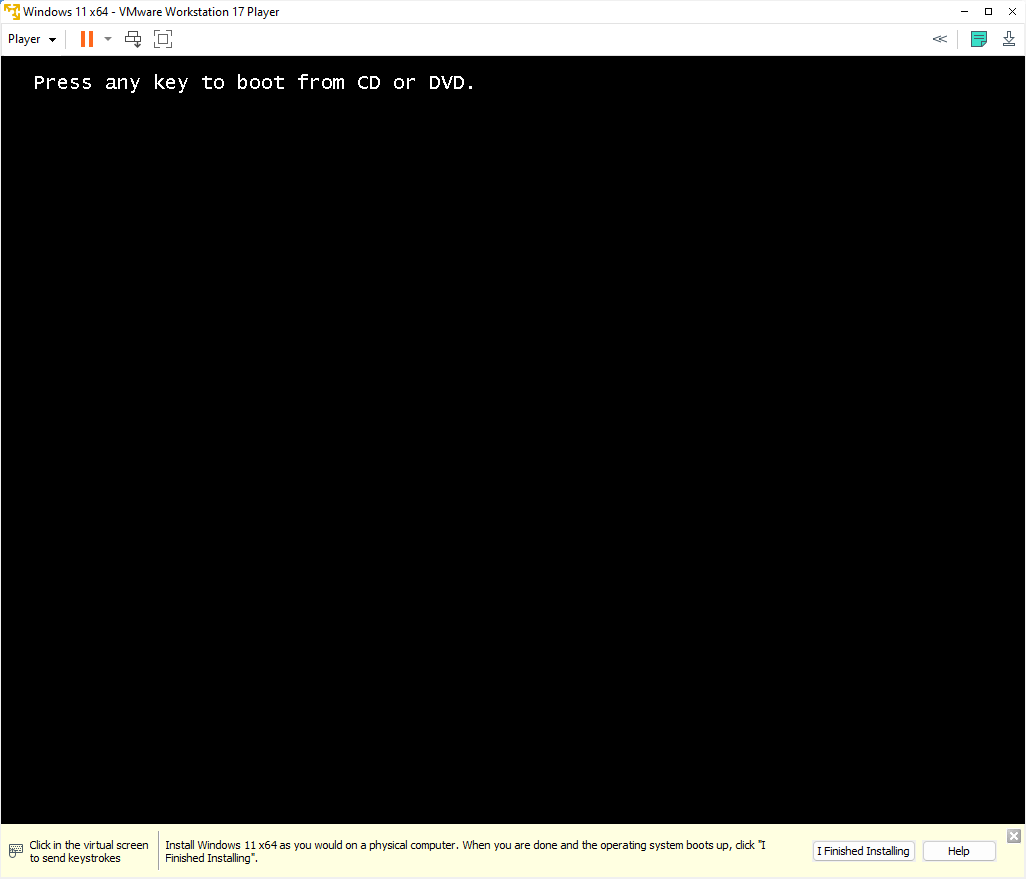 Windows 11 x64 - VMware Workstation 17 Player
Player
Press any key to boot from CD or DVD.
Click in the virtual screen
to send keystrokes
Install Windows 11 x64 as you would on a physical computer. When you are done and the operating system boots up, click "I
Finished Installing".
I Finished Installing
Help